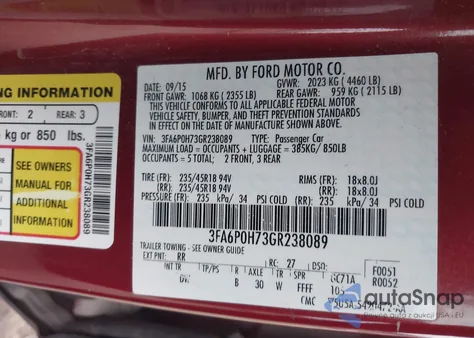 NG INFORMATION
FRONT: 2 REAR: 3
kg or 850 lbs.
SEE OWNERS
MANUAL FOR
ADDITIONAL
INFORMATION
3FA6P0H73GR238089
MFD. BY FORD MOTOR CO.
09/15 GVWR: 2023 KG ( 4460 LB)
FRONT GAWR: 1068 KG ( 2355 LB) REAR GAWR: 959 KG ( 2115 LB)
THIS VEHICLE CONFORMS TO ALL APPLICABLE FEDERAL MOTOR
VEHICLE SAFETY, BUMPER, AND THEFT PREVENTION STANDARDS
IN EFFECT ON THE DATE OF MANUFACTURE SHOWN ABOVE.
VIN: 3FA6P0H73GR238089 TYPE: Passenger Car
MAXIMUM LOAD = OCCUPANTS + LUGGAGE = 385KG/ 850LB
OCCUPANTS = 5 TOTAL: 2 FRONT, 3 REAR
TIRE (FR): 235/45R18 94V RIMS (FR): 18x8.0J
(RR): 235/45R18 94V (RR): 18x8.0J
PRESSURE (FR): 235 kPa/ 34 PSI COLD (RR): 235 kPa/ 34 PSI COLD
3FA6P0H73GR238089
TRAILER TOWING - SEE OWNER GUIDE
EXT PNT: RR RC: 27 DSO: F0051
R0052
INT TR TP/PS R AX TR SPR GC71A
B 30 W FFFF 105
autoSnap